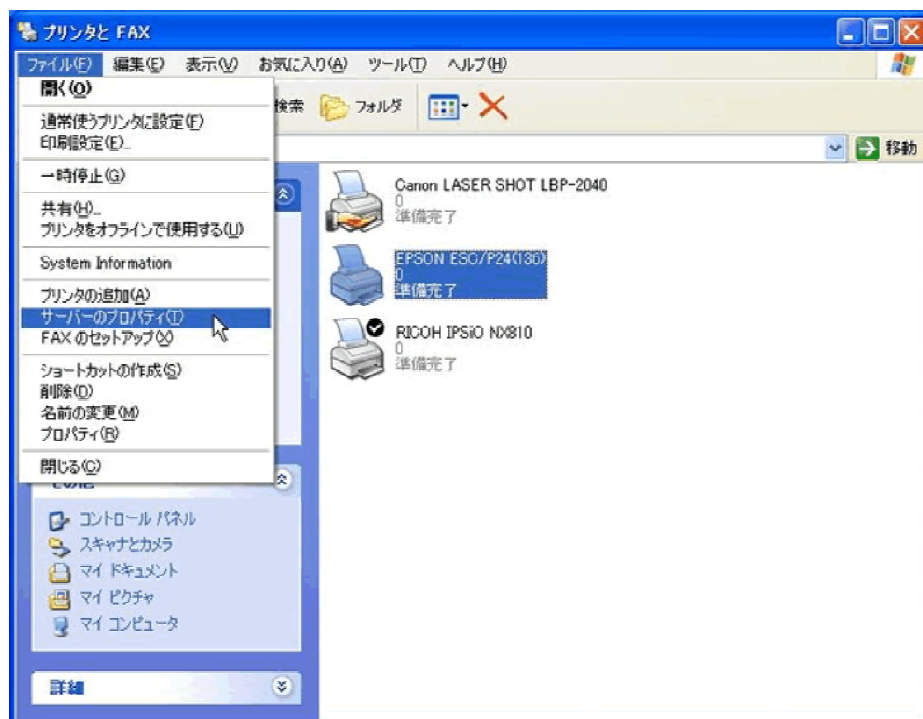 プリンタと FAX
ファイル(F) 編集(E) 表示(V) お気に入り(A) ツール(T) ヘルプ(H)
開く(O)
検索 フォルダ
通常使うプリンタに設定(F)
印刷設定(E)...
移動
一時停止(G)
共有(H)...
プリンタをオフラインで使用する(U)
System Information
プリンタの追加(A)
サーバーのプロパティ(T)
FAX のセットアップ(X)
ショートカットの作成(S)
削除(D)
名前の変更(M)
プロパティ(R)
閉じる(C)
Canon LASER SHOT LBP-2040
0
準備完了
EPSON ESC/P24(136)
0
準備完了
RICOH IPSiO NX810
0
準備完了
その他
コントロール パネル
スキャナとカメラ
マイ ドキュメント
マイ ピクチャ
マイ コンピュータ
詳細